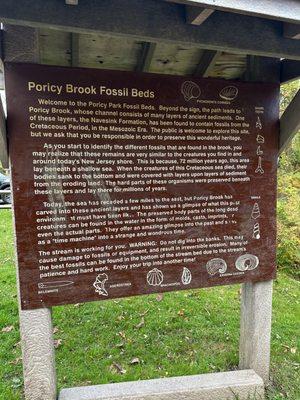 Poricy Brook Fossil Beds
Welcome to the Poricy Park Fossil Beds. Beyond the sign, the path leads to
Poricy Brook, whose channel consists of many layers of ancient sediments. One
of these layers, the Navesink Formation, has been found to contain fossils from the
Cretaceous Period, in the Mesozoic Era. The public is welcome to explore this site,
but we ask that you be responsible in order to preserve this wonderful heritage.
As you start to identify the different fossils that are found in the brook, you
may realize that these remains are very similar to the creatures you find in and
around today's New Jersey shore. This is because, 72 million years ago, this area
lay beneath a shallow sea. When the creatures of this Cretaceous sea died, their
bodies sank to the bottom and were covered with layers upon layers of sediment
from the eroding land. The hard parts of these organisms were preserved beneath
these layers and lay there for millions of years.
Today, the sea has receded a few miles to the east, but Poricy Brook has
carved into these ancient layers and has shown us a glimpse of what this past
environment must have been like. The preserved body parts of long dead
creatures can be found in the water in the form of molds, casts, imprints,
even the actual parts. They offer an amazing glimpse into the past and
as a "time machine" into a strange and wondrous time.
The stream is working for you. WARNING: Do not dig into the banks. This may
cause damage to fossils or equipment, and result in irreversible erosion. Many of
the best fossils can be found in the bottom of the stream bed due to the stream's
patience and hard work. Enjoy your trip into another time!
BELEMNITE